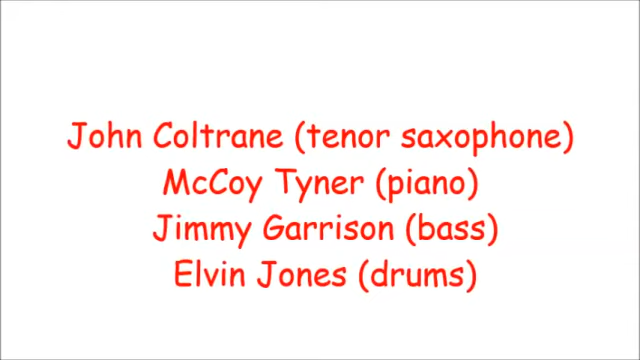 John Coltrane (tenor saxophone)
McCoy Tyner (piano)
Jimmy Garrison (bass)
Elvin Jones (drums)